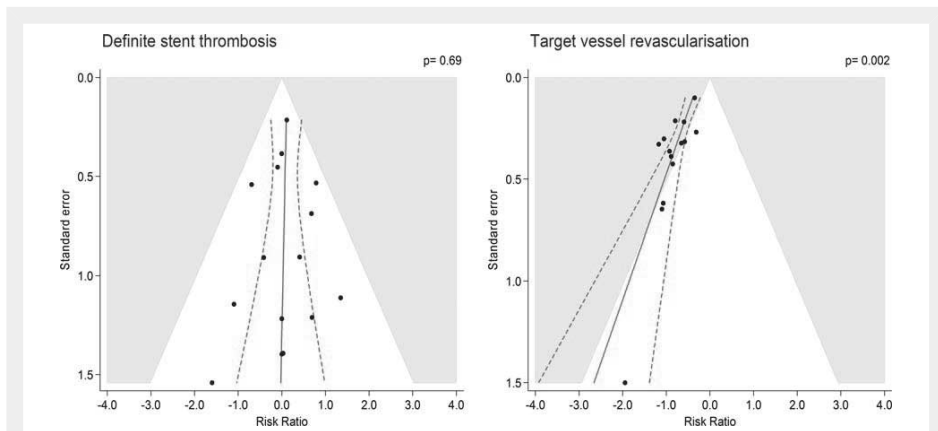 Definite stent thrombosis
p= 0.69
0.0
0.5
1.0
1.5
Standard error
-4.0 -3.0 -2.0 -1.0 0.0 1.0 2.0 3.0 4.0
Risk Ratio
Target vessel revascularisation
p= 0.002
0.0
0.5
1.0
1.5
Standard error
-4.0 -3.0 -2.0 -1.0 0.0 1.0 2.0 3.0 4.0
Risk Ratio